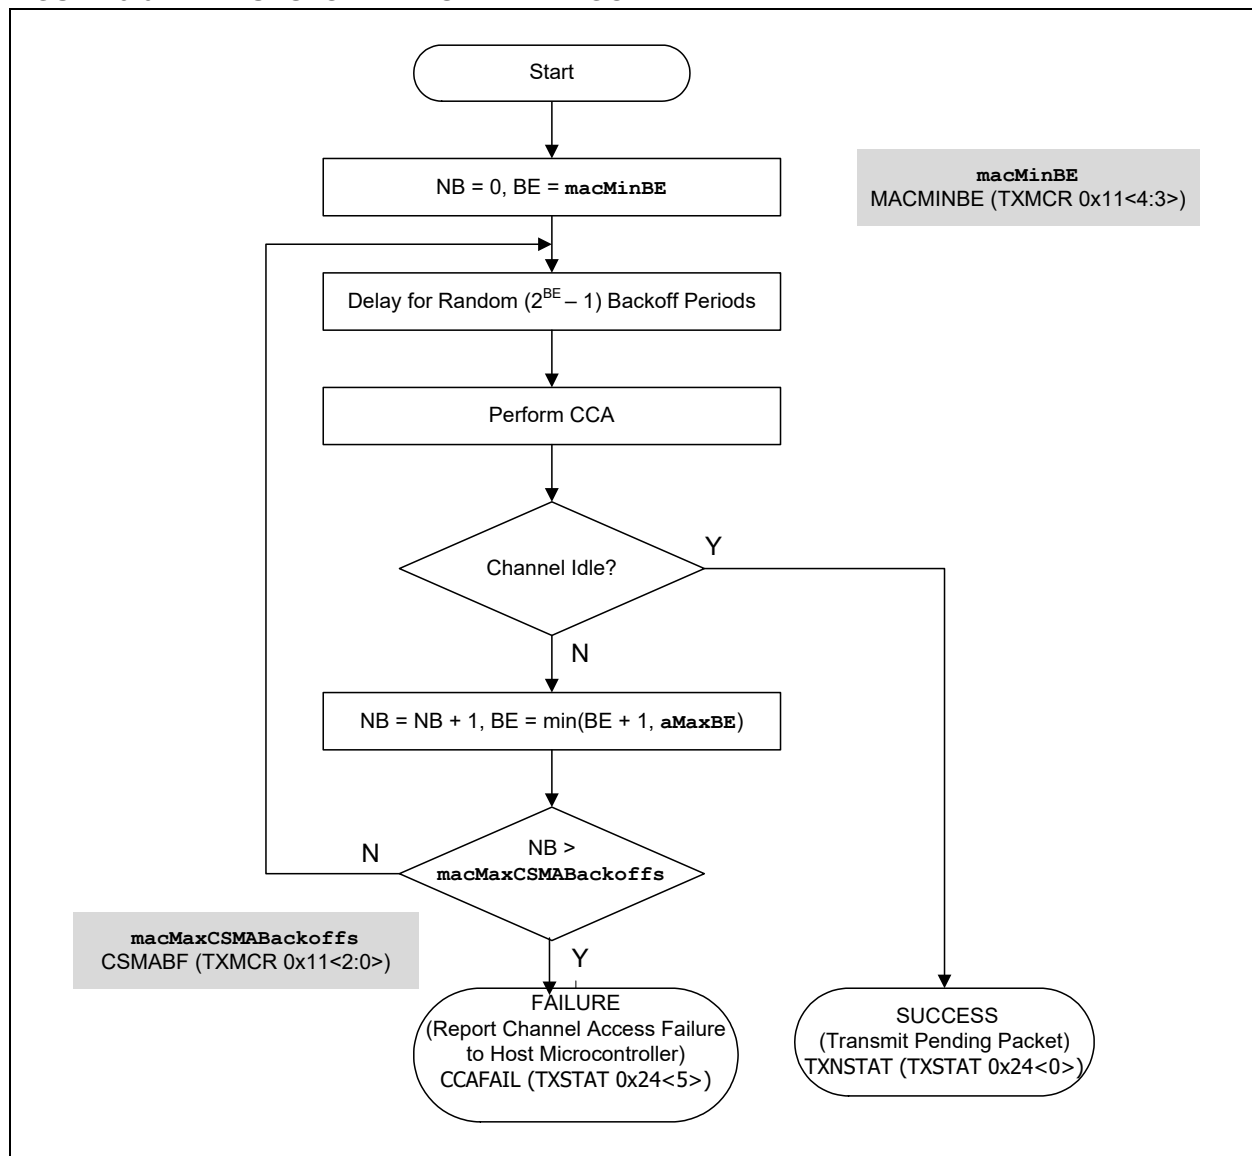 Start
NB = 0, BE = macMinBE
macMinBE
MACMINBE (TXMCR 0x11<4:3>)
Delay for Random (2^BE – 1) Backoff Periods
Perform CCA
Channel Idle?
Y
N
NB = NB + 1, BE = min(BE + 1, aMaxBE)
NB >
macMaxCSMABackoffs
N
macMaxCSMABackoffs
CSMABF (TXMCR 0x11<2:0>)
Y
FAILURE
(Report Channel Access Failure
to Host Microcontroller)
CCAFAIL (TXSTAT 0x24<5>)
SUCCESS
(Transmit Pending Packet)
TXNSTAT (TXSTAT 0x24<0>)